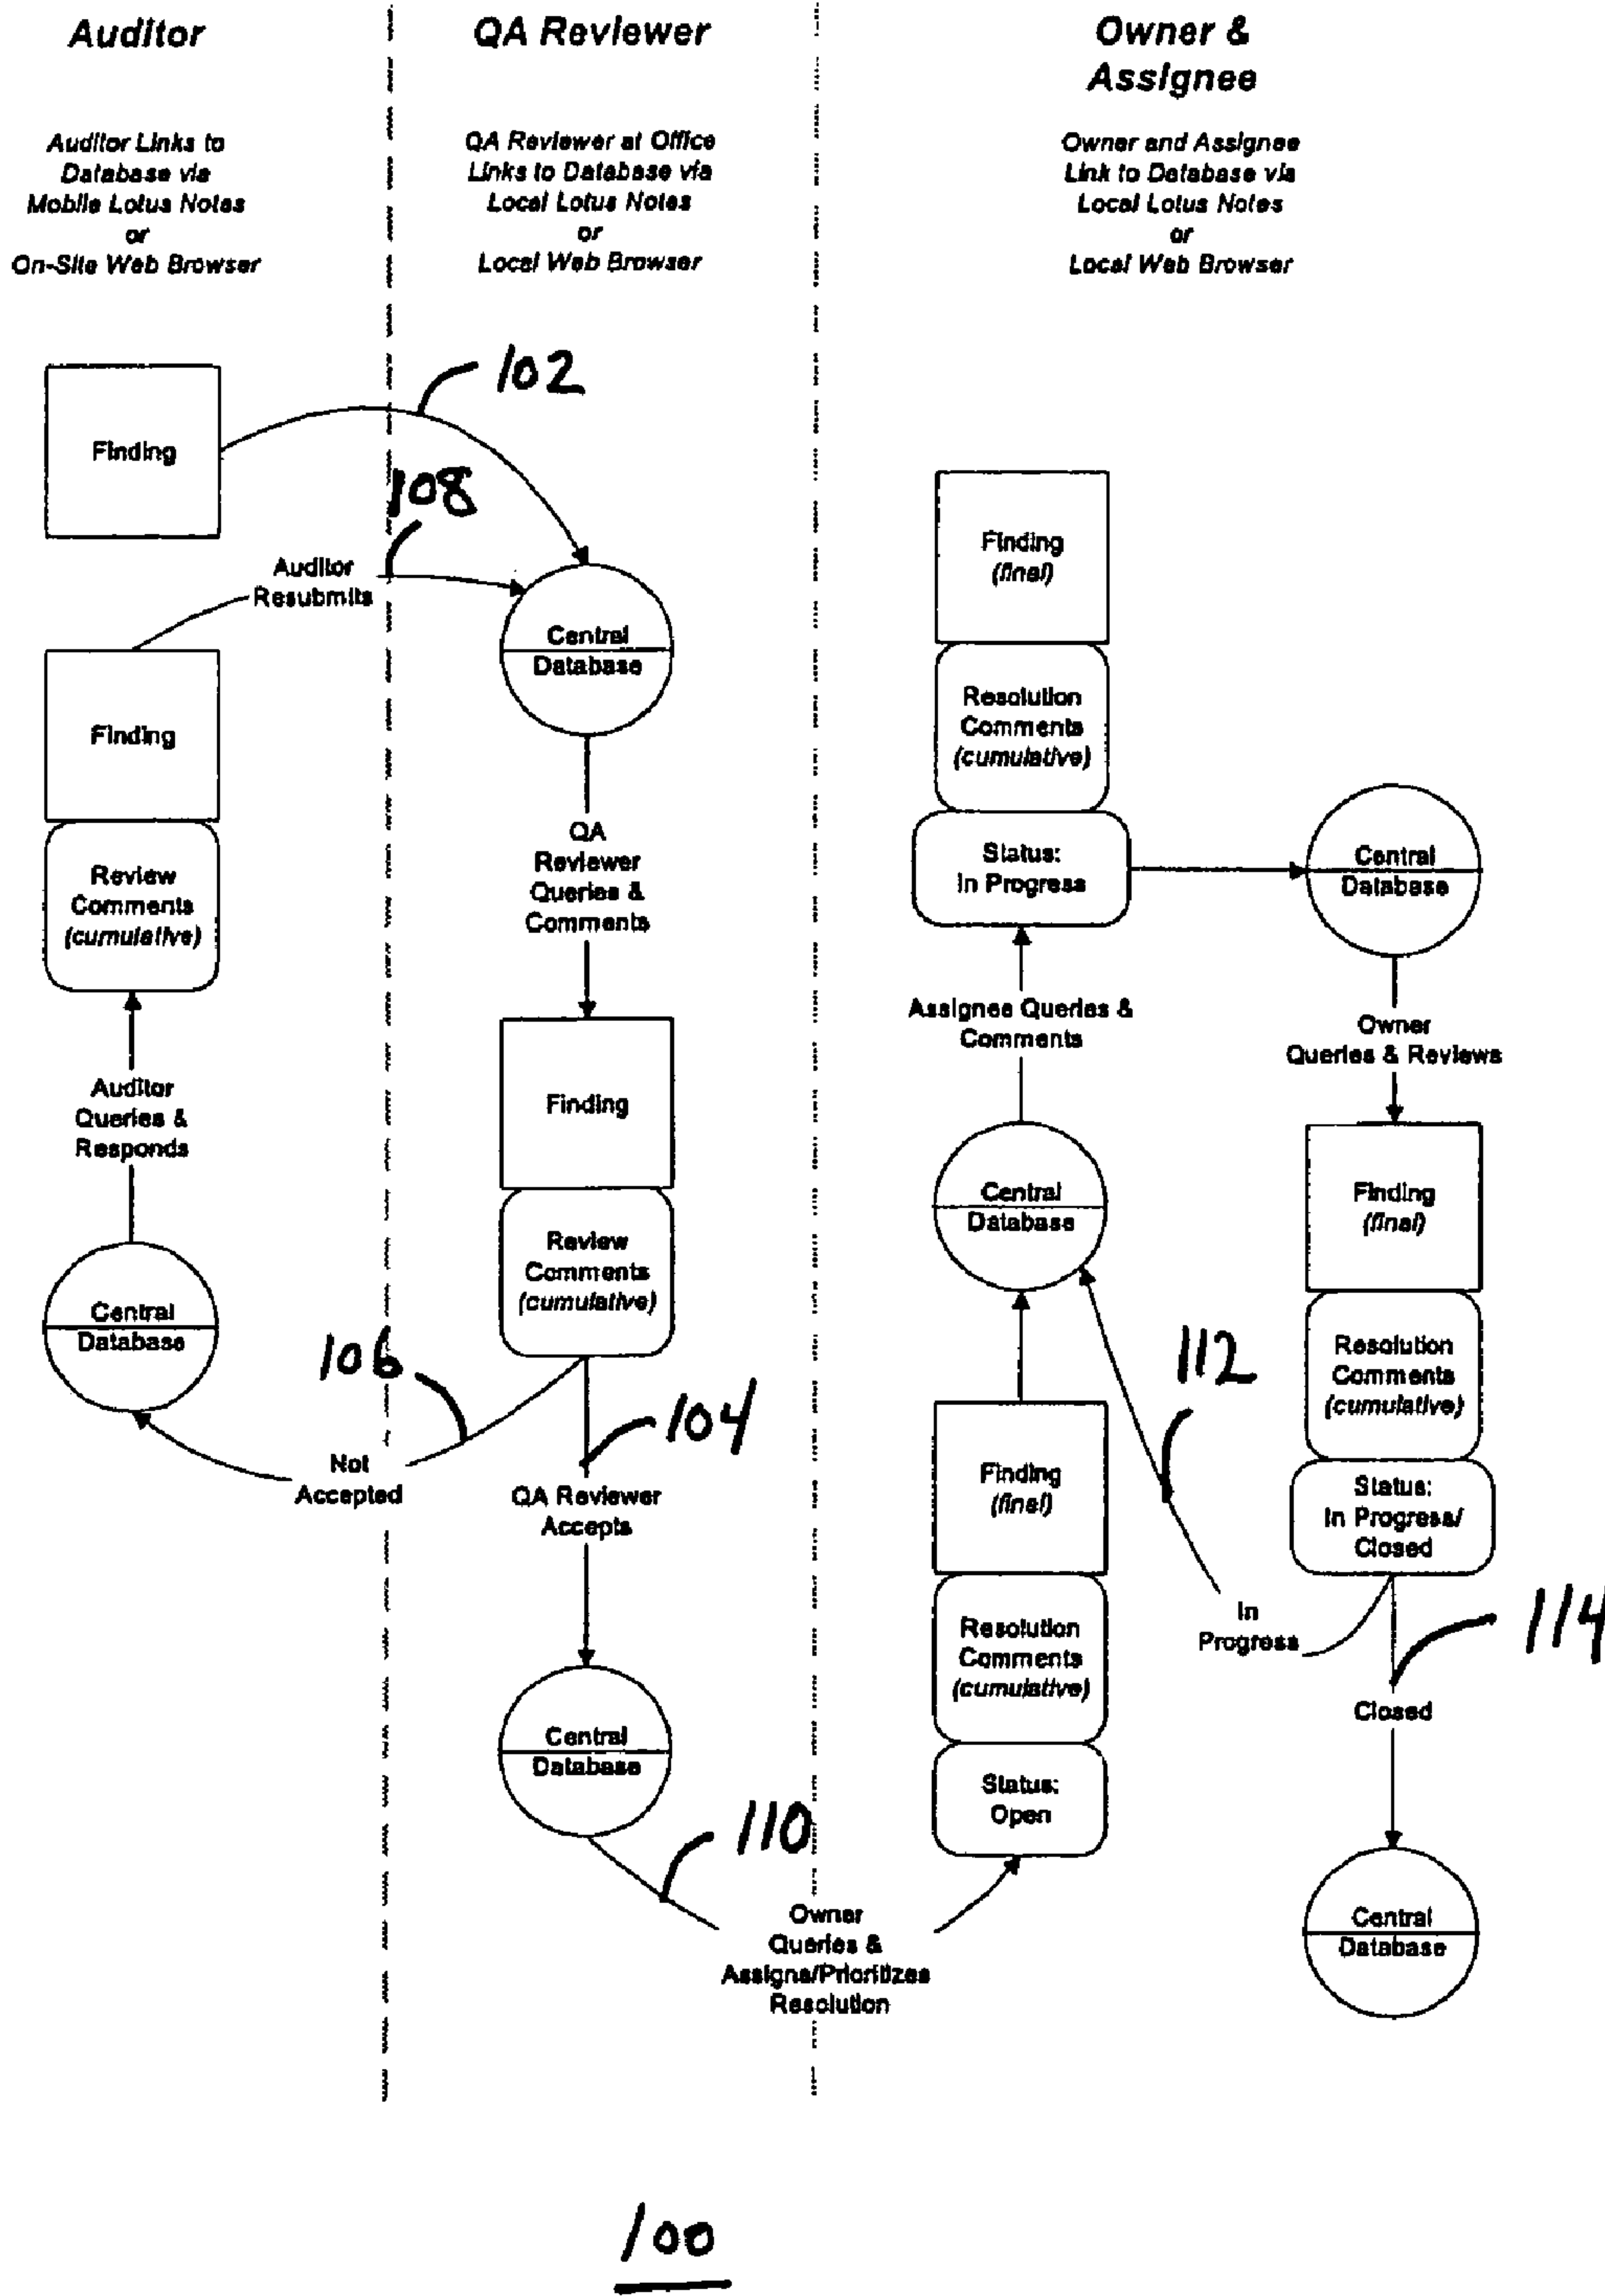 Auditor
Auditor Links to
Database via
Mobile Lotus Notes
or
On-Site Web Browser
Finding
102
108
Auditor
Resubmits
Finding
Review
Comments
(cumulative)
Auditor
Queries &
Responds
Central
Database
106
Not
Accepted
QA Reviewer
QA Reviewer at Office
Links to Database via
Local Lotus Notes
or
Local Web Browser
Central
Database
QA
Reviewer
Queries &
Comments
Finding
Review
Comments
(cumulative)
104
QA Reviewer
Accepts
Central
Database
110
Owner
Queries &
Assigns/Prioritizes
Resolution
Owner &
Assignee
Owner and Assignee
Link to Database via
Local Lotus Notes
or
Local Web Browser
Finding
(final)
Resolution
Comments
(cumulative)
Status:
In Progress
Assignee Queries &
Comments
Central
Database
Finding
(final)
Resolution
Comments
(cumulative)
Status:
Open
Central
Database
Owner
Queries & Reviews
Finding
(final)
Resolution
Comments
(cumulative)
Status:
In Progress/
Closed
112
In
Progress
114
Closed
Central
Database
100